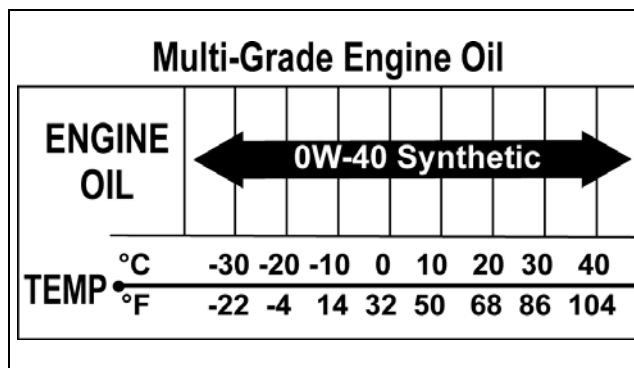 Multi-Grade Engine Oil
ENGINE
OIL
0W-40 Synthetic
°C -30 -20 -10 0 10 20 30 40
TEMP
°F -22 -4 14 32 50 68 86 104